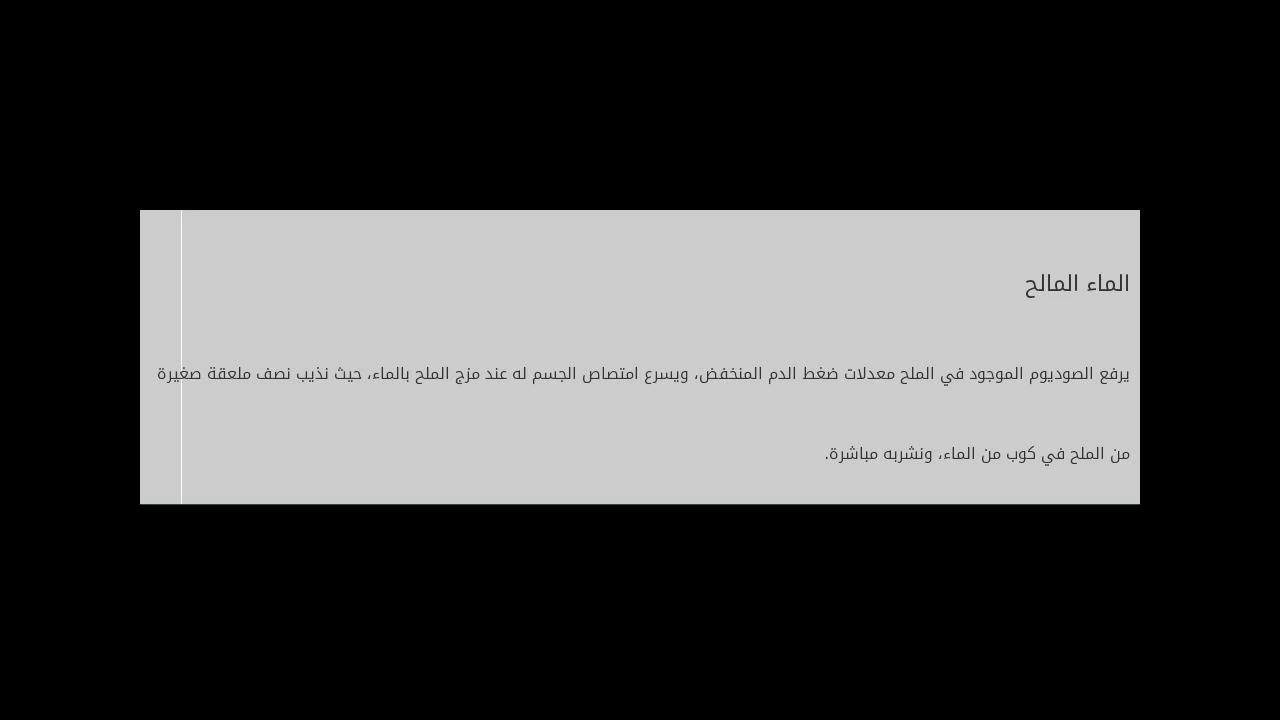 الماء المالح
يرفع الصوديوم الموجود في الملح معدلات ضغط الدم المنخفض، ويسرع امتصاص الجسم له عند مزج الملح بالماء، حيث نذيب نصف ملعقة صغيرة
من الملح في كوب من الماء، ونشربه مباشرة.